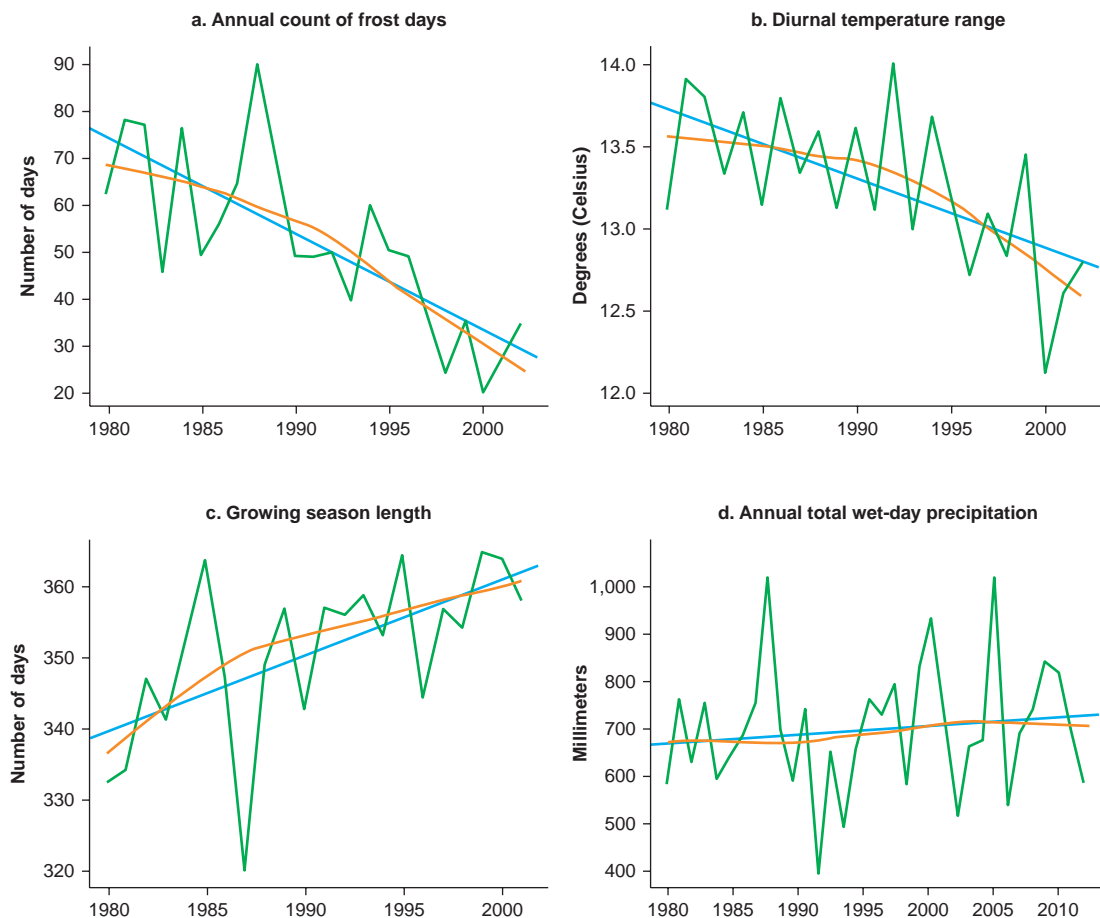 a. Annual count of frost days
Number of days
90
80
70
60
50
40
30
20
1980 1985 1990 1995 2000
b. Diurnal temperature range
Degrees (Celsius)
14.0
13.5
13.0
12.5
12.0
1980 1985 1990 1995 2000
c. Growing season length
Number of days
360
350
340
330
320
1980 1985 1990 1995 2000
d. Annual total wet-day precipitation
Millimeters
1,000
900
800
700
600
500
400
1980 1985 1990 1995 2000 2005 2010